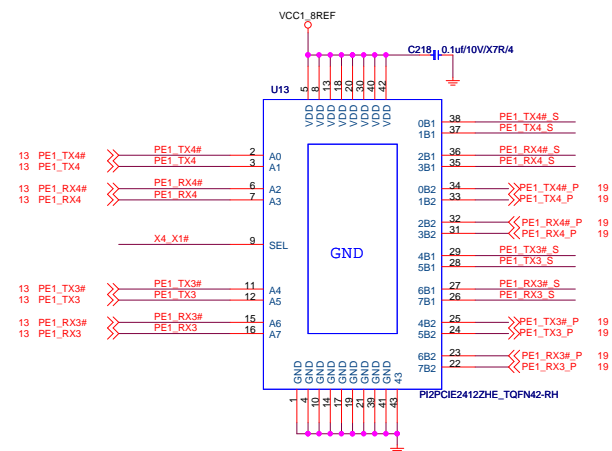 VCC1_8REF
C218 0.1uf/10V/X7R/4
U13
5 8 13 18 20 30 40 42
VDD VDD VDD VDD VDD VDD VDD VDD
0B1 38 PE1_TX4#_S
1B1 37 PE1_TX4_S
13 PE1_TX4# PE1_TX4# 2 A0
13 PE1_TX4 PE1_TX4 3 A1
2B1 36 PE1_RX4#_S
3B1 35 PE1_RX4_S
13 PE1_RX4# PE1_RX4# 6 A2
13 PE1_RX4 PE1_RX4 7 A3
0B2 34 PE1_TX4#_P 19
1B2 33 PE1_TX4_P 19
2B2 32 PE1_RX4#_P 19
3B2 31 PE1_RX4_P 19
X4_X1# 9 SEL
GND
4B1 29 PE1_TX3#_S
5B1 28 PE1_TX3_S
13 PE1_TX3# PE1_TX3# 11 A4
13 PE1_TX3 PE1_TX3 12 A5
6B1 27 PE1_RX3#_S
7B1 26 PE1_RX3_S
13 PE1_RX3# PE1_RX3# 15 A6
13 PE1_RX3 PE1_RX3 16 A7
4B2 25 PE1_TX3#_P 19
5B2 24 PE1_TX3_P 19
6B2 23 PE1_RX3#_P 19
7B2 22 PE1_RX3_P 19
GND GND GND GND GND GND GND GND GND 43
1 4 10 14 17 19 21 39 41 43
PI2PCIE2412ZHE_TQFN42-RH